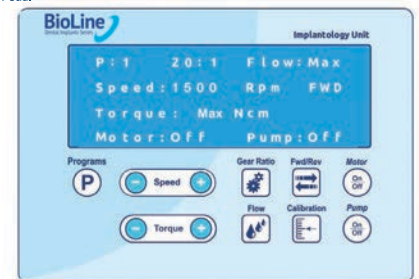 BioLine
Dental Implants Series
Implantology Unit
P:1 20:1 Flow:Max
Speed:1500 Rpm FWD
Torque: Max Ncm
Motor:Off Pump:Off
Programs Gear Ratio Fwd/Rev Motor
P - Speed + On Off
Flow Calibration Pump
- Torque + On Off